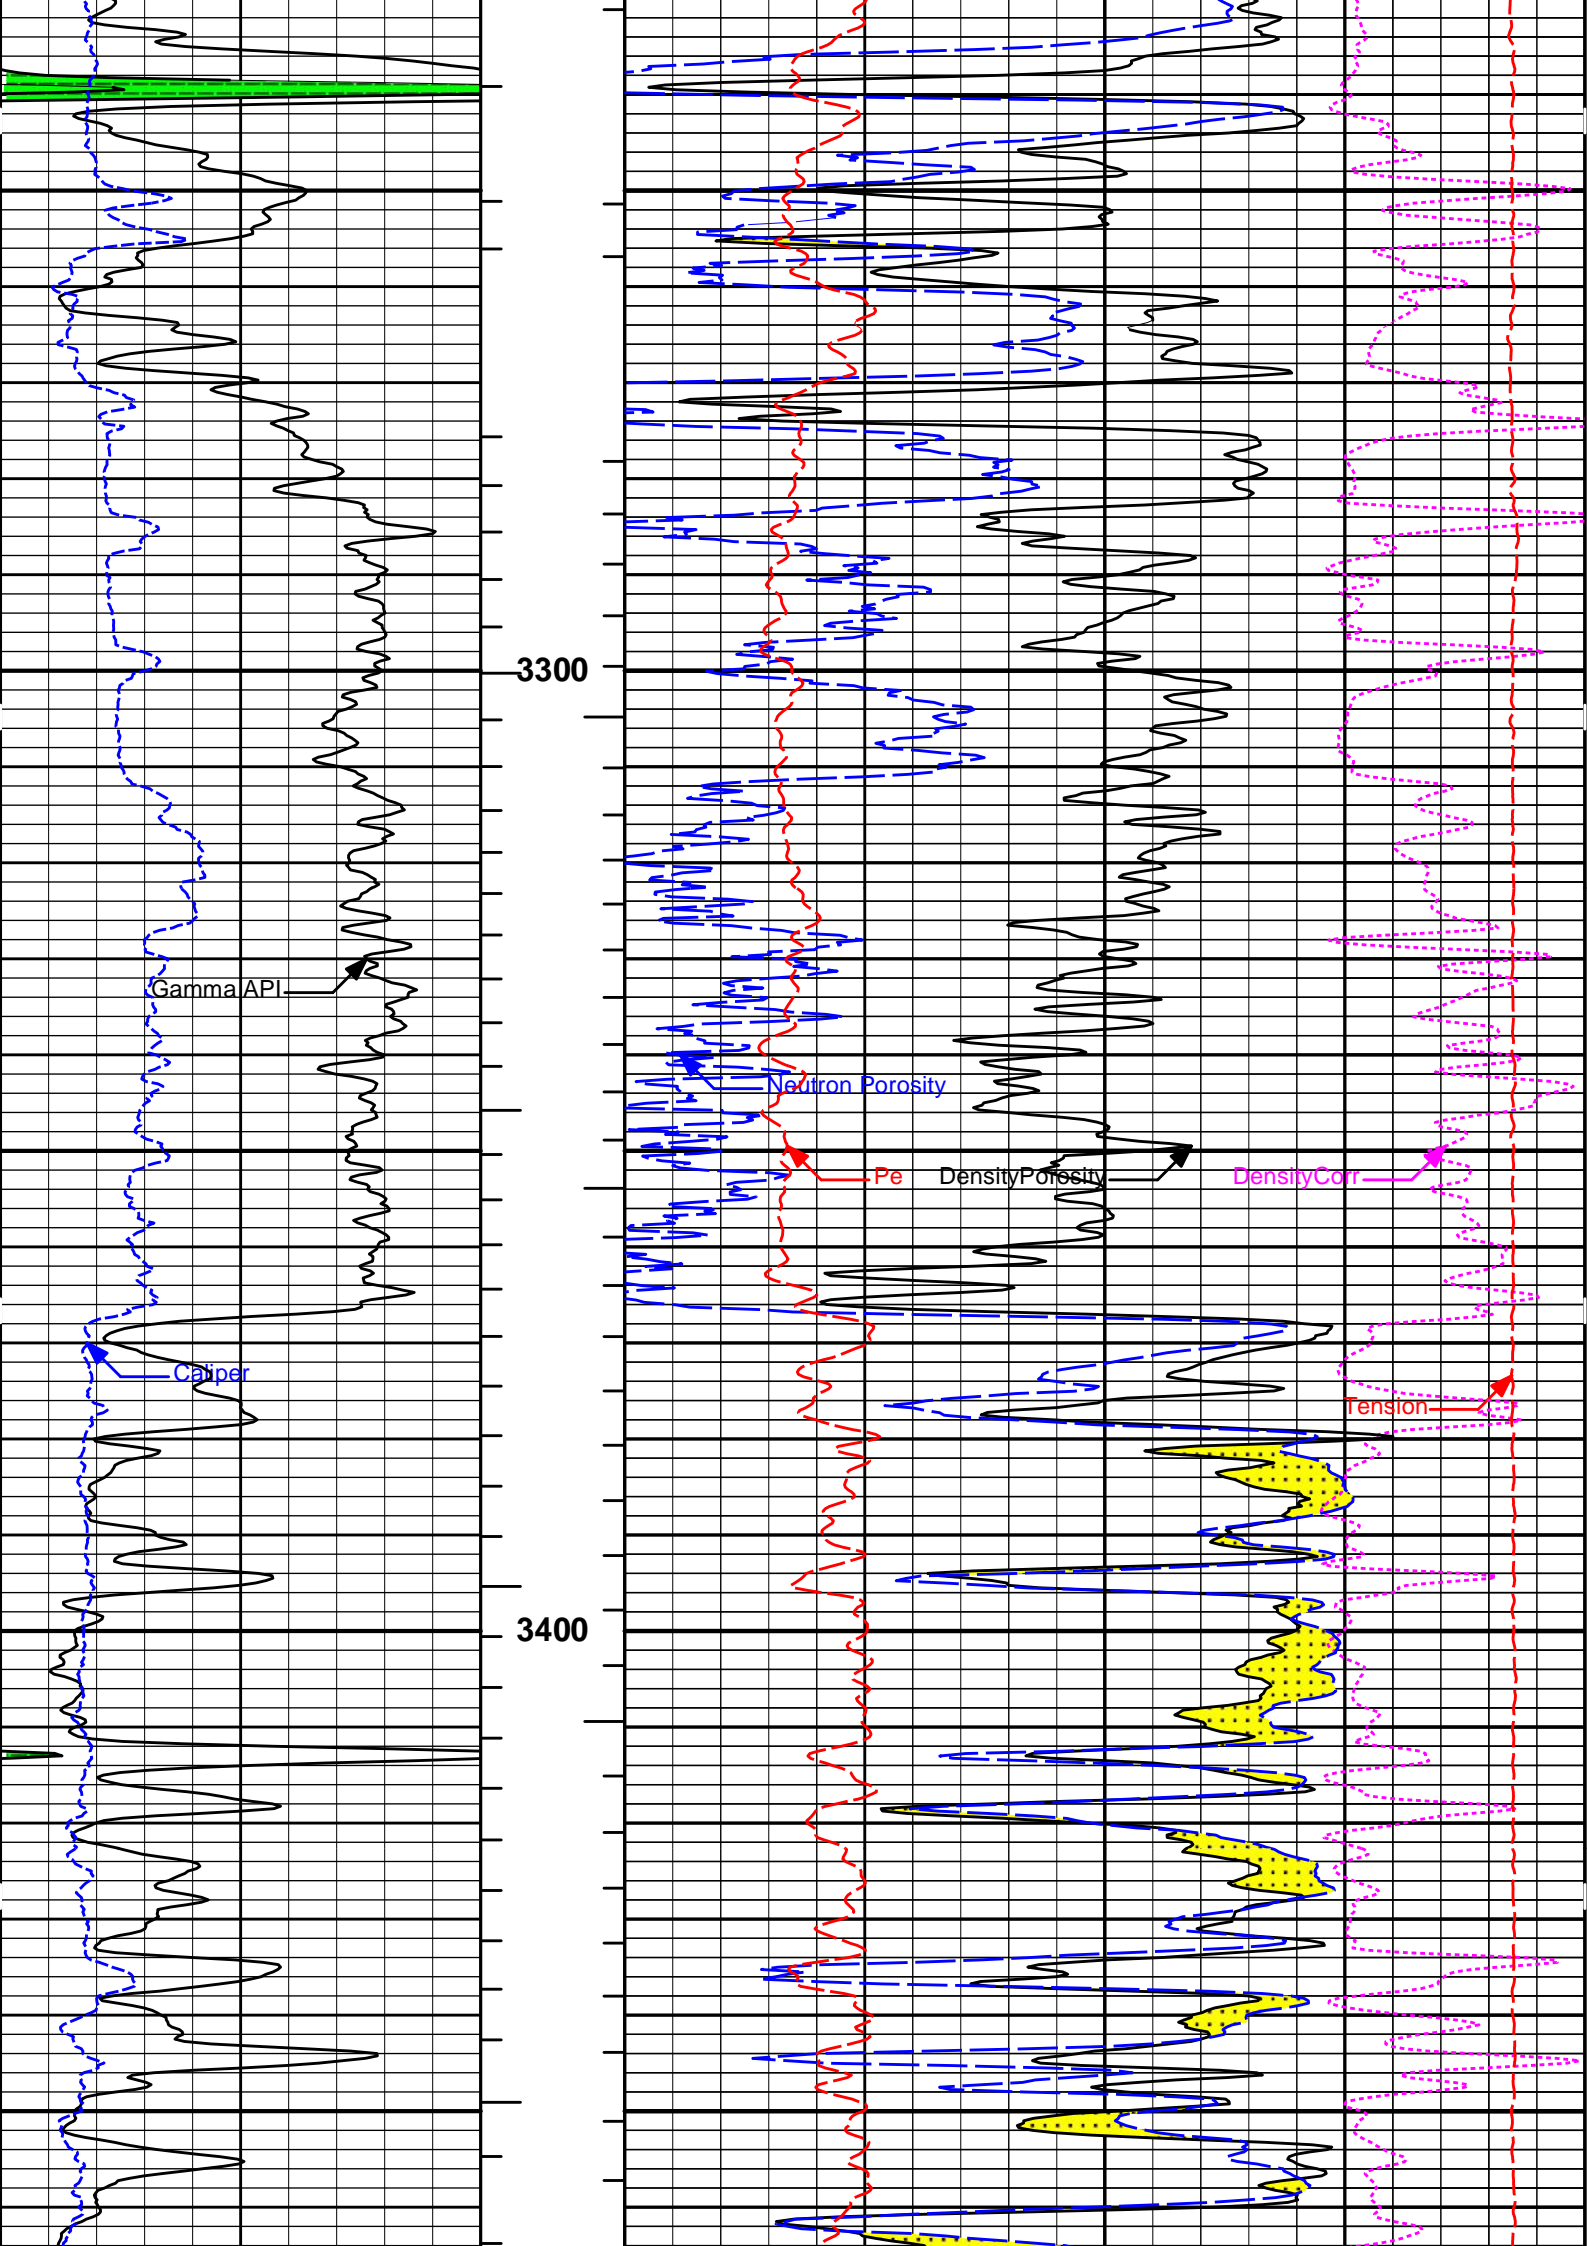 3300
Gamma API
Neutron Porosity
Pe
DensityPorosity
DensityCorr
Caliper
Tension
3400